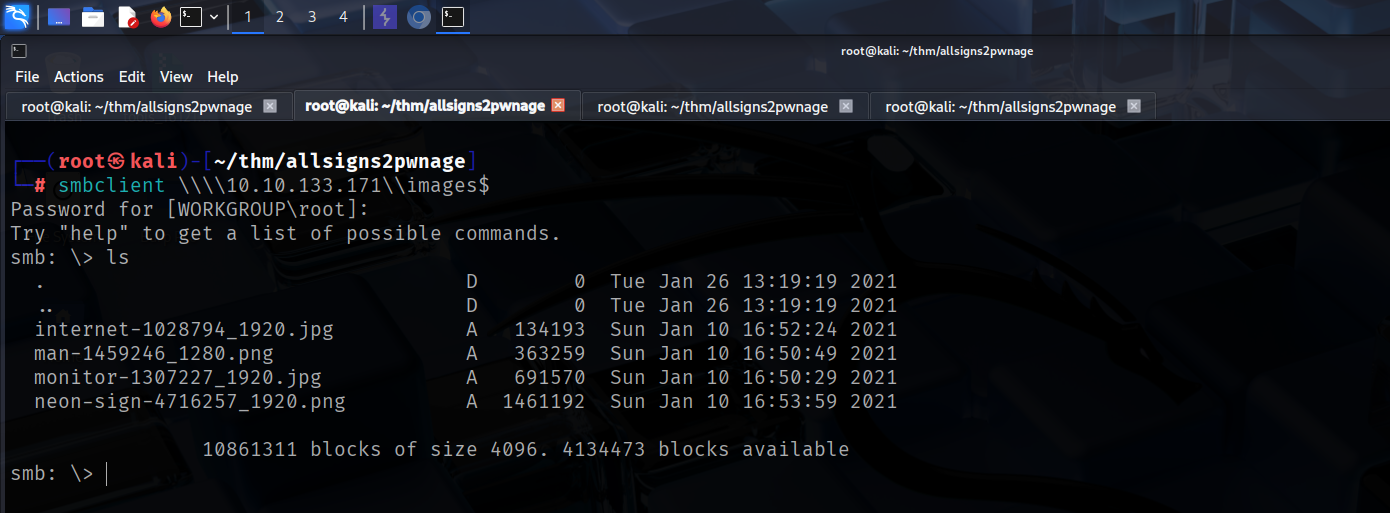 1 2 3 4
root@kali: ~/thm/allsigns2pwnage
File Actions Edit View Help
root@kali: ~/thm/allsigns2pwnage root@kali: ~/thm/allsigns2pwnage root@kali: ~/thm/allsigns2pwnage root@kali: ~/thm/allsigns2pwnage
┌──(root㉿kali)-[~/thm/allsigns2pwnage]
└─# smbclient \\\\10.10.133.171\\images$
Password for [WORKGROUP\root]:
Try "help" to get a list of possible commands.
smb: \> ls
. D 0 Tue Jan 26 13:19:19 2021
.. D 0 Tue Jan 26 13:19:19 2021
internet-1028794_1920.jpg A 134193 Sun Jan 10 16:52:24 2021
man-1459246_1280.png A 363259 Sun Jan 10 16:50:49 2021
monitor-1307227_1920.jpg A 691570 Sun Jan 10 16:50:29 2021
neon-sign-4716257_1920.png A 1461192 Sun Jan 10 16:53:59 2021
10861311 blocks of size 4096. 4134473 blocks available
smb: \>